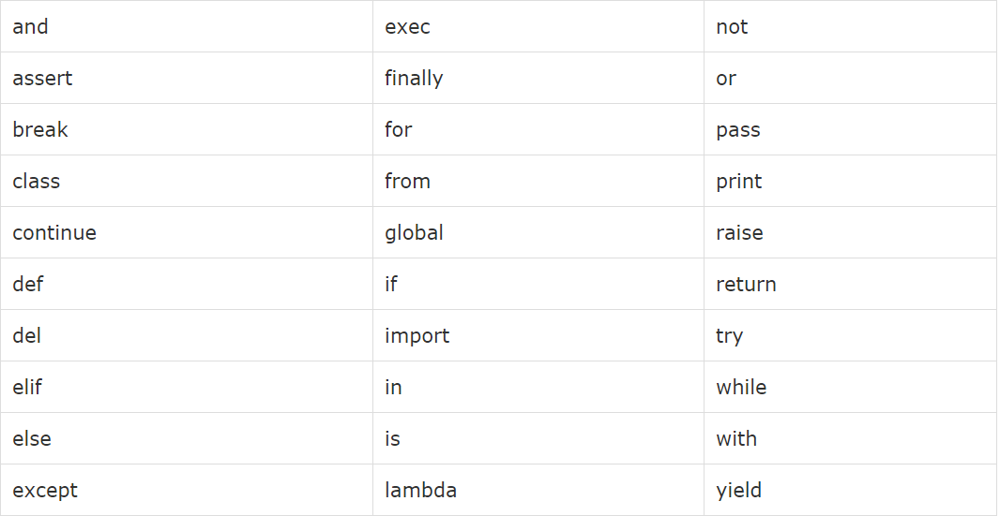 and exec not
assert finally or
break for pass
class from print
continue global raise
def if return
del import try
elif in while
else is with
except lambda yield